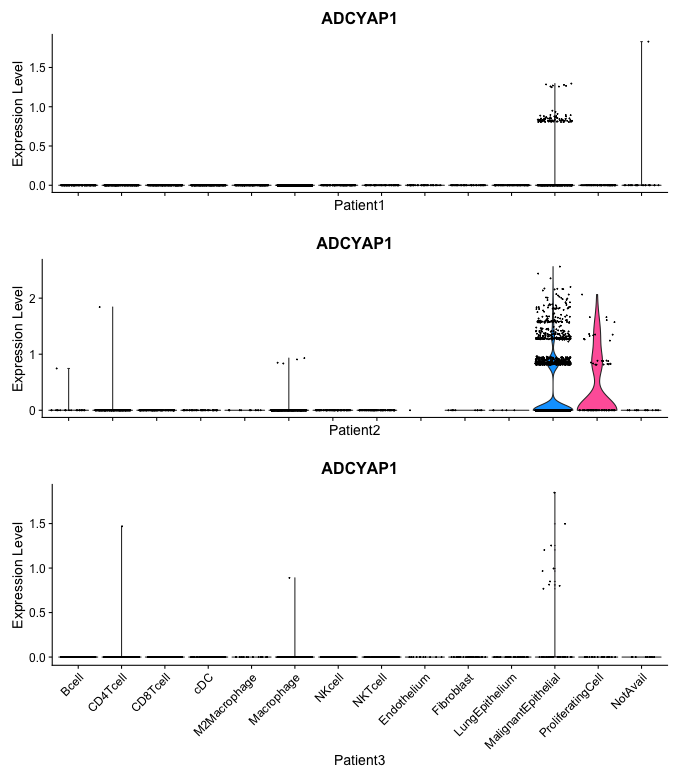 ADCYAP1
Expression Level
1.5
1.0
0.5
0.0
Patient1
ADCYAP1
Expression Level
2
1
0
Patient2
ADCYAP1
Expression Level
1.5
1.0
0.5
0.0
Bcell
CD4Tcell
CD8Tcell
cDC
M2Macrophage
Macrophage
NKcell
NKTcell
Endothelium
Fibroblast
LungEpithelium
MalignantEpithelial
ProliferatingCell
NotAvail
Patient3